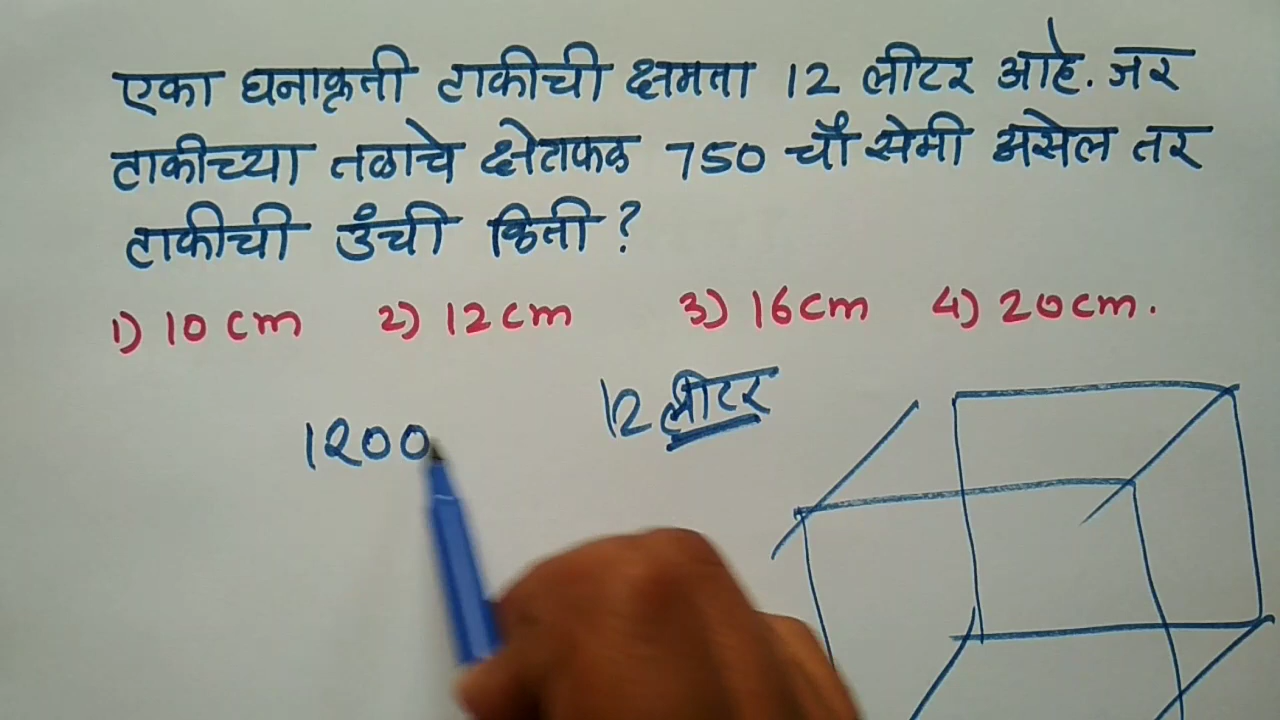 एका घनाकृती टाकीची क्षमता 12 लीटर आहे. जर
टाकीच्या तळाचे क्षेत्रफळ 750 चौ सेमी असेल तर
टाकीची उंची किती ?
1) 10 cm 2) 12 cm 3) 16 cm 4) 20 cm.
12 लीटर
1200